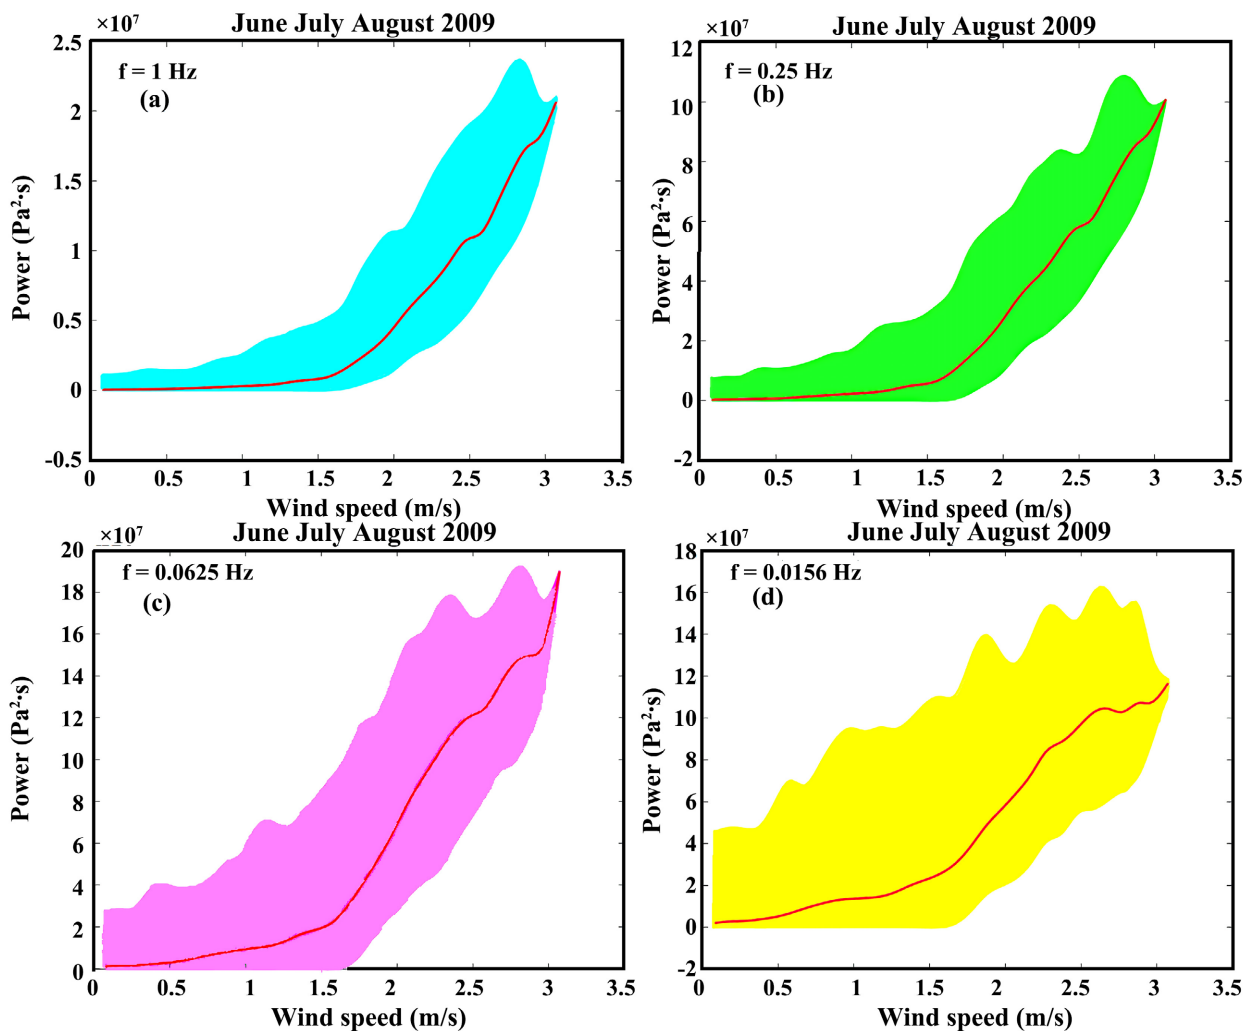 June July August 2009
×10⁷
f = 1 Hz
(a)
2.5
2
1.5
1
0.5
0
-0.5
Power (Pa²·s)
0 0.5 1 1.5 2 2.5 3 3.5
Wind speed (m/s)
June July August 2009
×10⁷
f = 0.25 Hz
(b)
12
10
8
6
4
2
0
-2
Power (Pa²·s)
0 0.5 1 1.5 2 2.5 3 3.5
Wind speed (m/s)
June July August 2009
×10⁷
f = 0.0625 Hz
(c)
20
18
16
14
12
10
8
6
4
2
0
Power (Pa²·s)
0 0.5 1 1.5 2 2.5 3 3.5
Wind speed (m/s)
June July August 2009
×10⁷
f = 0.0156 Hz
(d)
18
16
14
12
10
8
6
4
2
0
-2
Power (Pa²·s)
0 0.5 1 1.5 2 2.5 3 3.5
Wind speed (m/s)